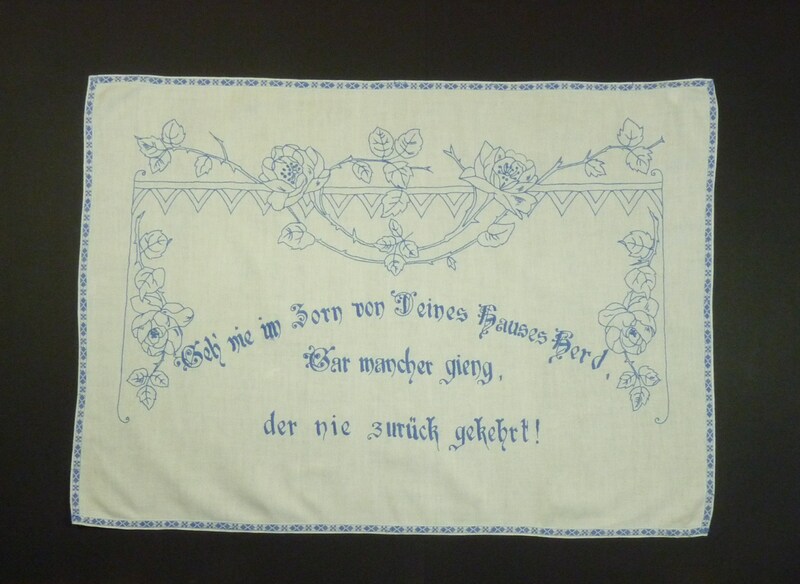 Geh' nie im Zorn von Deines Hauses Herd,
Gar mancher gieng,
der nie zurück gekehrt!